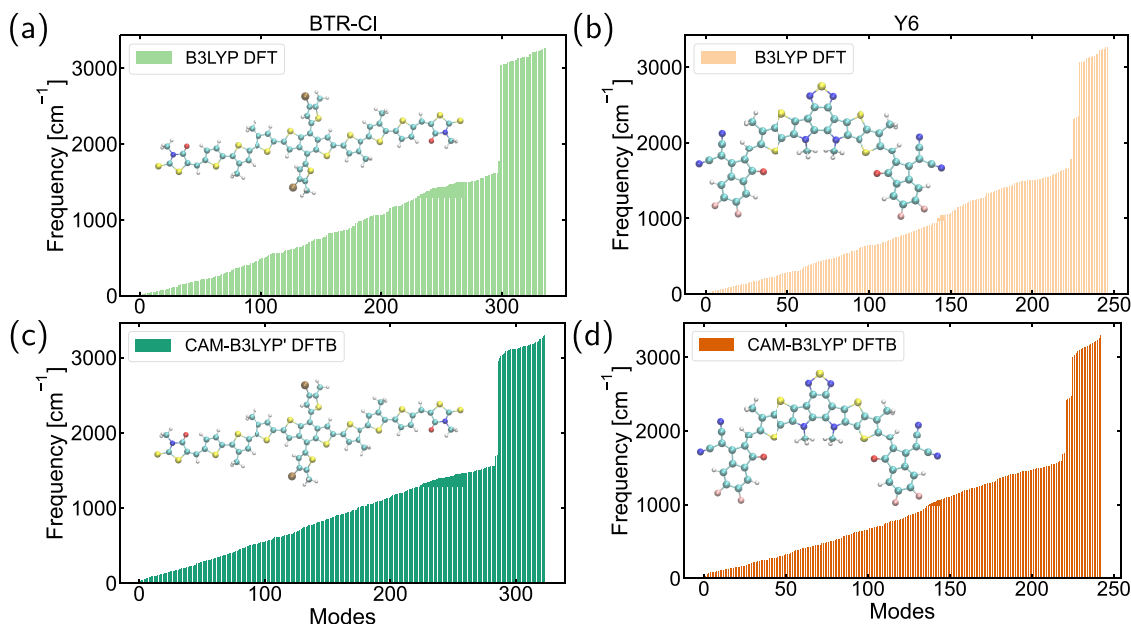 (a)
BTR-Cl
B3LYP DFT
Frequency [cm⁻¹]
3000
2000
1000
0
0 100 200 300
(b)
Y6
B3LYP DFT
Frequency [cm⁻¹]
3000
2000
1000
0
0 50 100 150 200 250
(c)
CAM-B3LYP' DFTB
Frequency [cm⁻¹]
3000
2000
1000
0
0 100 200 300
Modes
(d)
CAM-B3LYP' DFTB
Frequency [cm⁻¹]
3000
2000
1000
0
0 50 100 150 200 250
Modes